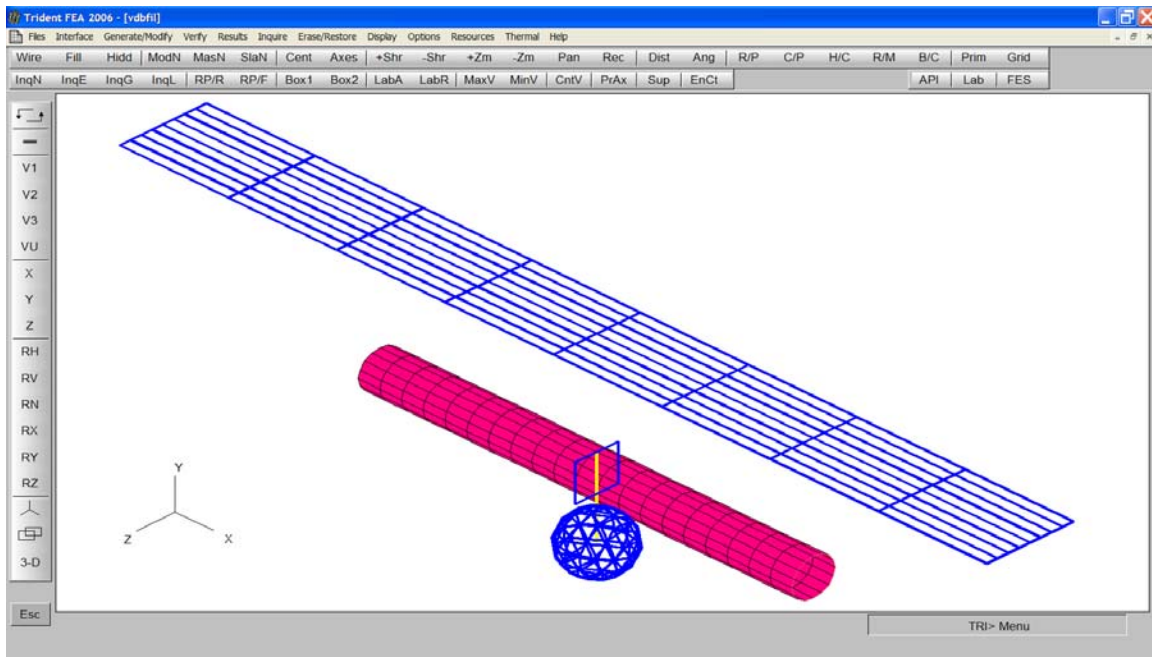 Trident FEA 2006 - [vdbfil]
Files Interface Generate/Modify Verify Results Inquire Erase/Restore Display Options Resources Thermal Help
Wire Fill Hidd ModN MasN SlaN Cent Axes +Shr -Shr +Zm -Zm Pan Rec Dist Ang R/P C/P H/C R/M B/C Prim Grid
InqN InqE InqG InqL RP/R RP/F Box1 Box2 LabA LabR MaxV MinV CntV PrAx Sup EnCt API Lab FES
V1
V2
V3
VU
X
Y
Z
RH
RV
RN
RX
RY
RZ
3-D
Esc
Y
Z X
TRI> Menu